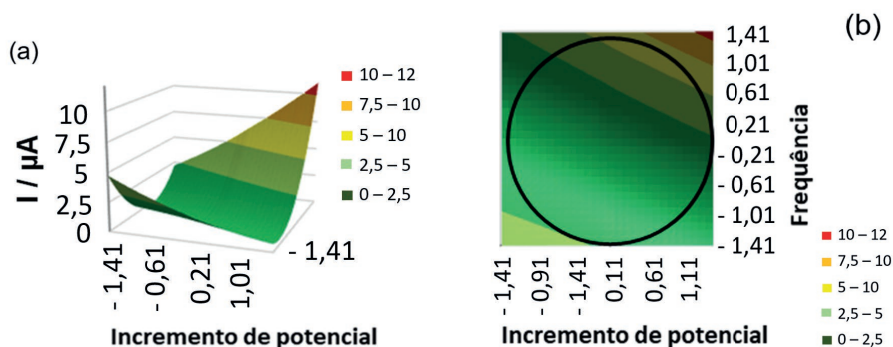 (a)
I / µA
10
7,5
5
2,5
0
- 1,41
- 0,61
0,21
1,01
- 1,41
Incremento de potencial
10 – 12
7,5 – 10
5 – 10
2,5 – 5
0 – 2,5
(b)
1,41
1,01
0,61
0,21
- 0,21
- 0,61
- 1,01
- 1,41
Frequência
- 1,41
- 0,91
- 1,41
0,11
0,61
1,11
Incremento de potencial
10 – 12
7,5 – 10
5 – 10
2,5 – 5
0 – 2,5